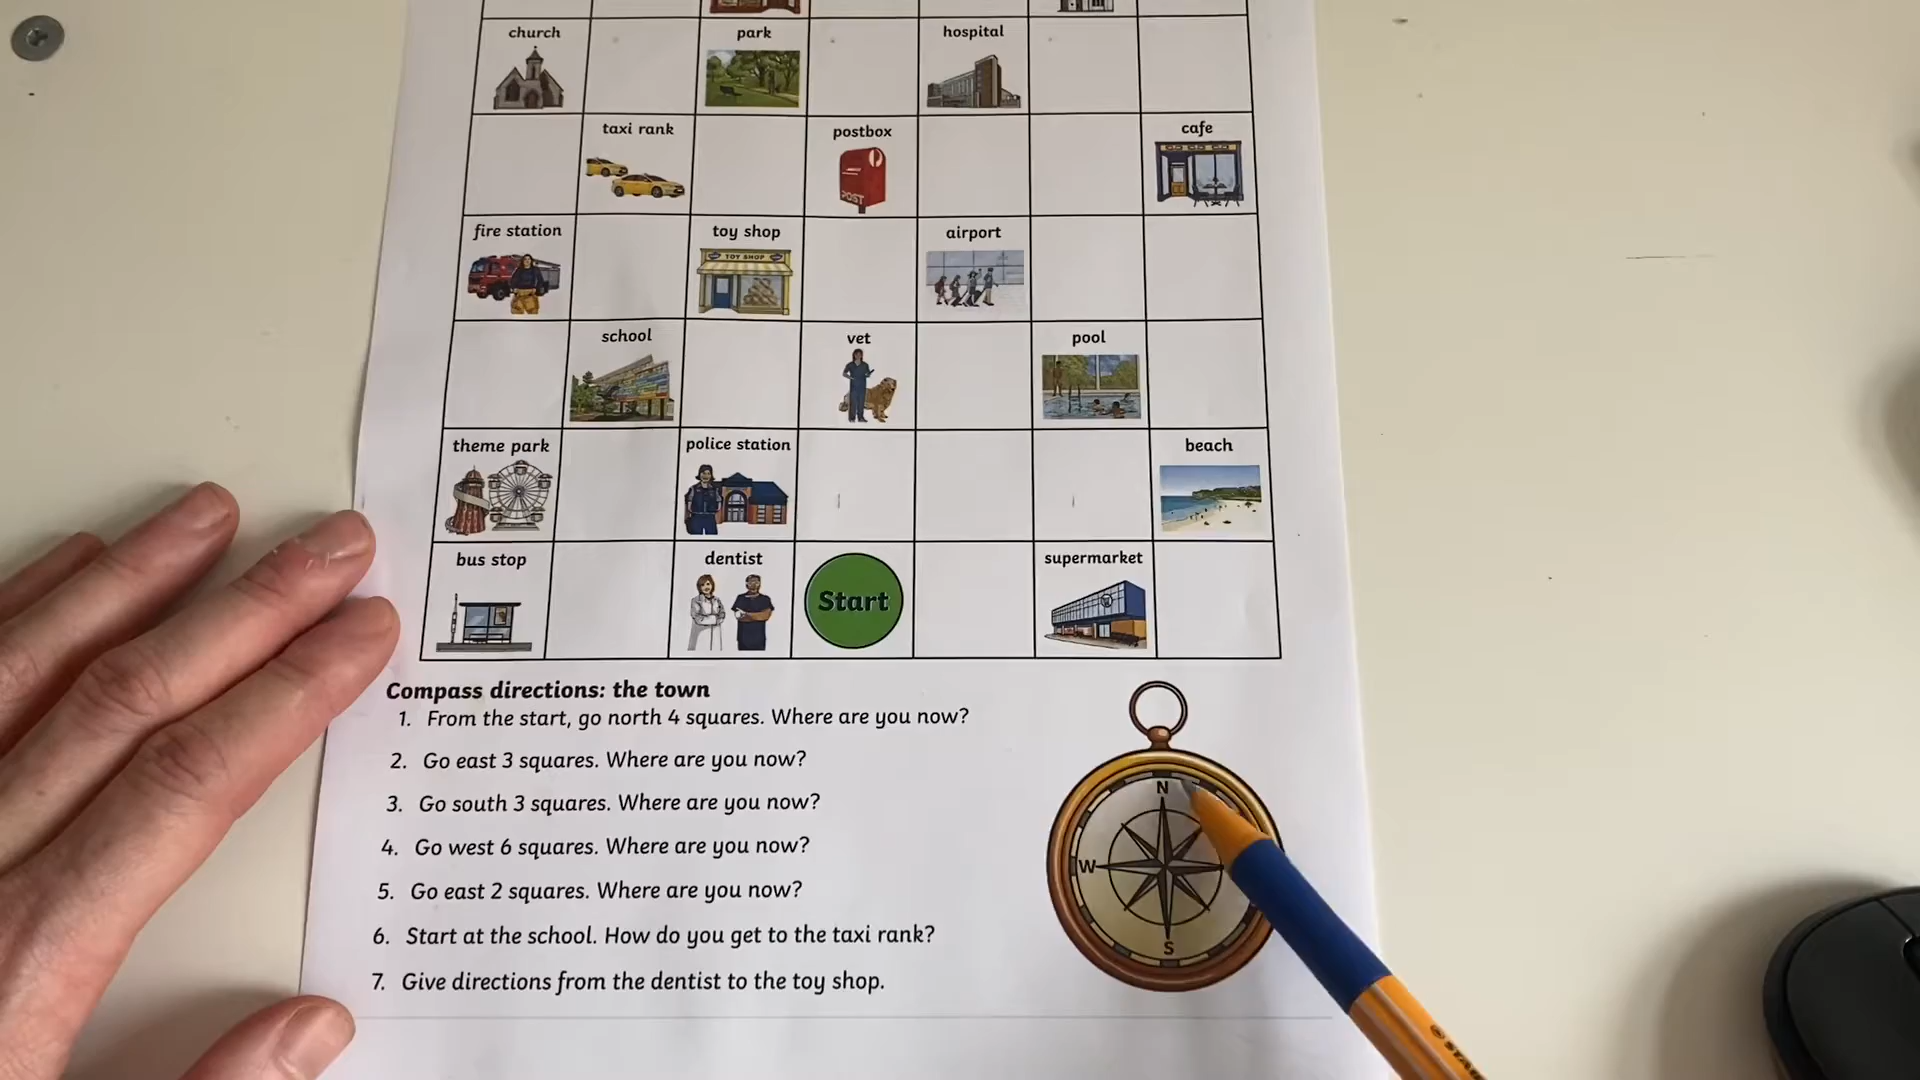 church park hospital
taxi rank postbox cafe
POST
fire station toy shop airport
TOY SHOP
school vet pool
theme park police station beach
bus stop dentist supermarket
Start
Compass directions: the town
1. From the start, go north 4 squares. Where are you now?
2. Go east 3 squares. Where are you now?
3. Go south 3 squares. Where are you now?
4. Go west 6 squares. Where are you now?
5. Go east 2 squares. Where are you now?
6. Start at the school. How do you get to the taxi rank?
7. Give directions from the dentist to the toy shop.
N
W
S